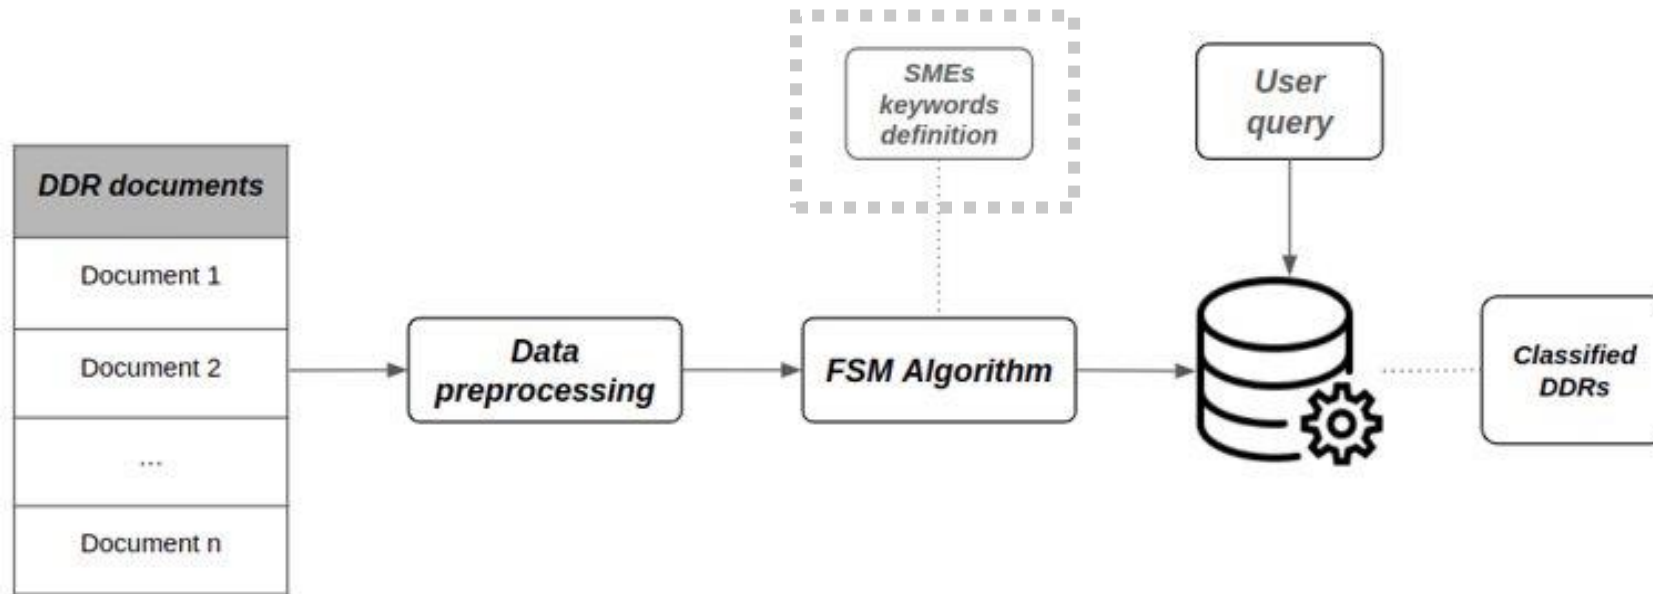 DDR documents
Document 1
Document 2
...
Document n
Data
preprocessing
SMEs
keywords
definition
FSM Algorithm
User
query
Classified
DDRs